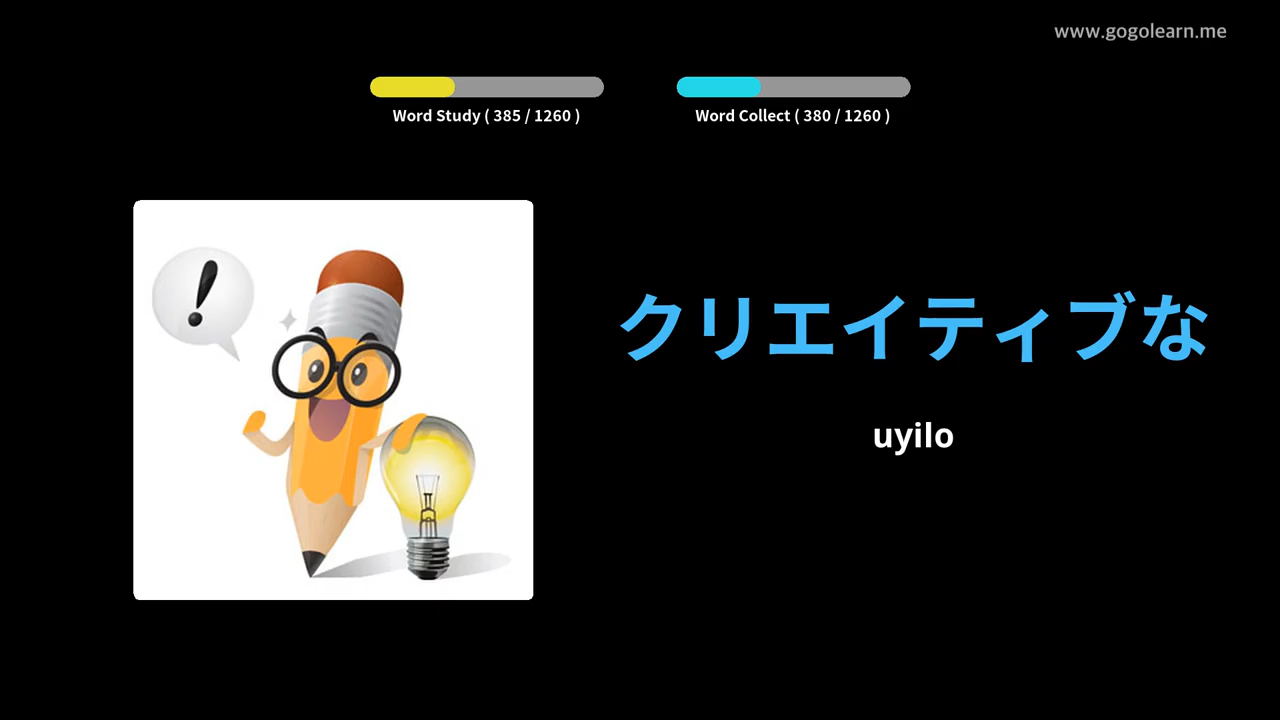 www.gogolearn.me
Word Study ( 385 / 1260 )
Word Collect ( 380 / 1260 )
!
クリエイティブな
uyilo